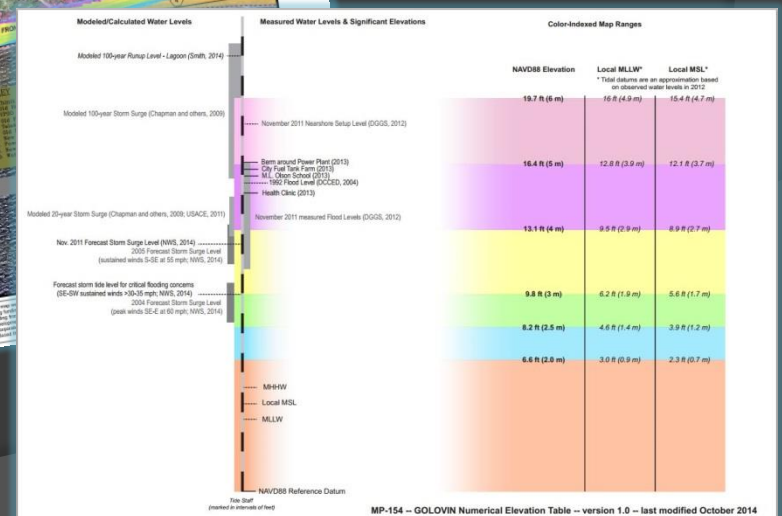 Modeled/Calculated Water Levels
Measured Water Levels & Significant Elevations
Color-Indexed Map Ranges
Modeled 100-year Runup Level - Lagoon (Smith, 2014)
Modeled 100-year Storm Surge (Chapman and others, 2009)
Modeled 20-year Storm Surge (Chapman and others, 2009; USACE, 2011)
Nov. 2011 Forecast Storm Surge Level (NWS, 2014)
2005 Forecast Storm Surge Level
(sustained winds S-SE at 55 mph; NWS, 2014)
Forecast storm tide level for critical flooding concerns
(SE-SW sustained winds >30-35 mph; NWS, 2014)
2004 Forecast Storm Surge Level
(peak winds SE-E at 60 mph; NWS, 2014)
November 2011 Nearshore Setup Level (DGGS, 2012)
Berm around Power Plant (2013)
City Fuel Tank Farm (2013)
M.L. Olson School (2013)
1992 Flood Level (DCCED, 2004)
Health Clinic (2013)
November 2011 measured Flood Levels (DGGS, 2012)
MHHW
Local MSL
MLLW
NAVD88 Reference Datum
Tide Staff
(marked in intervals of feet)
NAVD88 Elevation Local MLLW* Local MSL*
* Tidal datums are an approximation based
on observed water levels in 2012
19.7 ft (6 m) 16 ft (4.9 m) 15.4 ft (4.7 m)
16.4 ft (5 m) 12.8 ft (3.9 m) 12.1 ft (3.7 m)
13.1 ft (4 m) 9.5 ft (2.9 m) 8.9 ft (2.7 m)
9.8 ft (3 m) 6.2 ft (1.9 m) 5.6 ft (1.7 m)
8.2 ft (2.5 m) 4.6 ft (1.4 m) 3.9 ft (1.2 m)
6.6 ft (2.0 m) 3.0 ft (0.9 m) 2.3 ft (0.7 m)
MP-154 -- GOLOVIN Numerical Elevation Table -- version 1.0 -- last modified October 2014